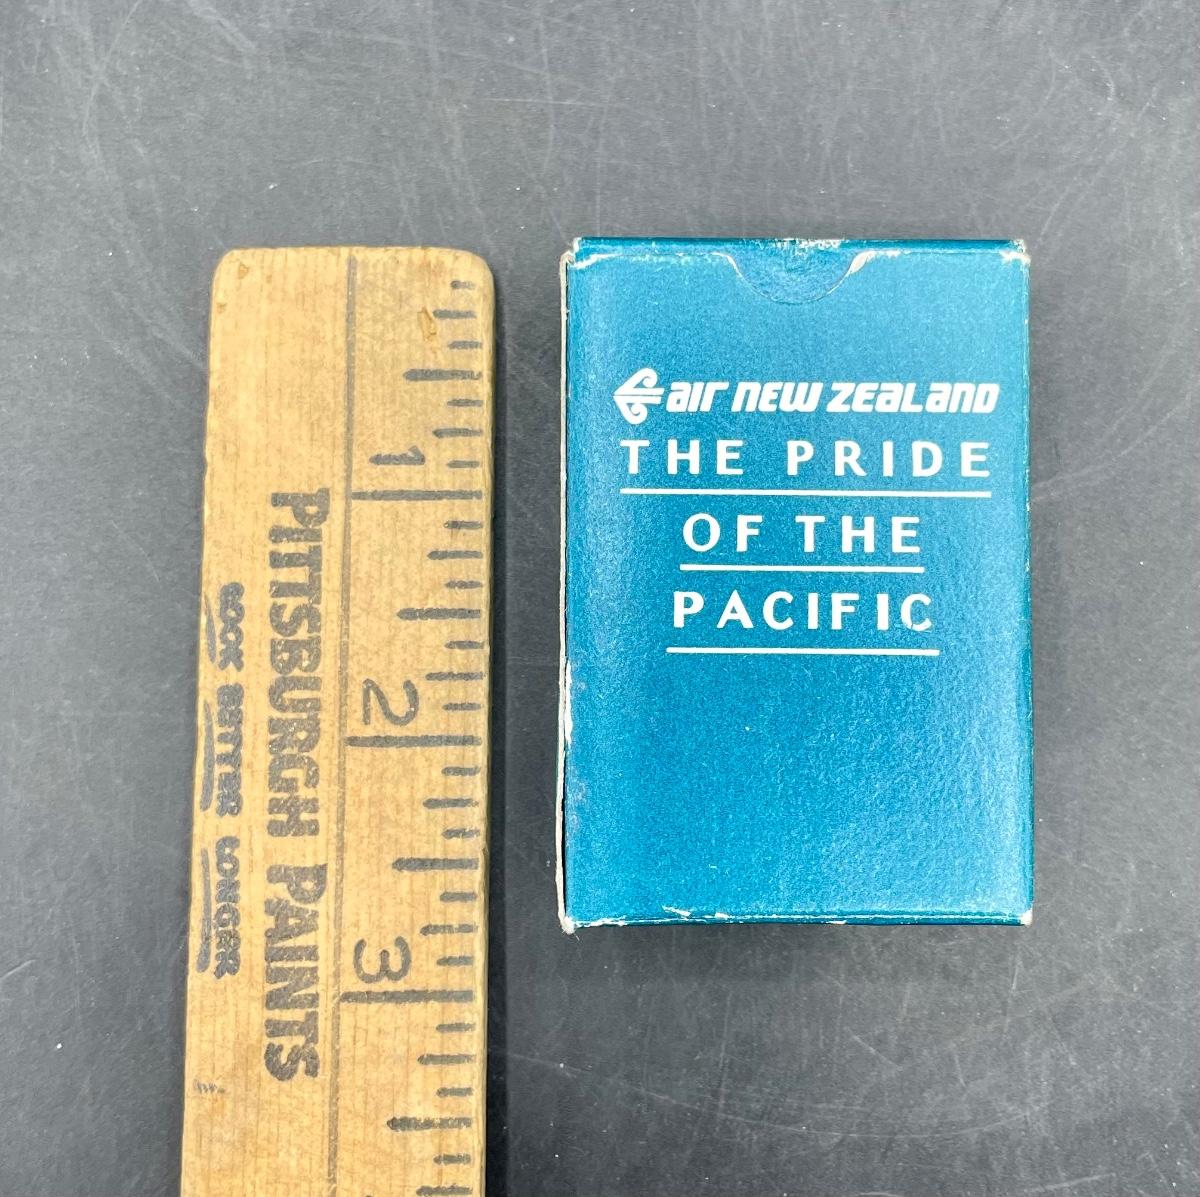 air new zealand
THE PRIDE
OF THE
PACIFIC
1
2
3
PITTSBURGH PAINTS
LOOK BETTER LONGER